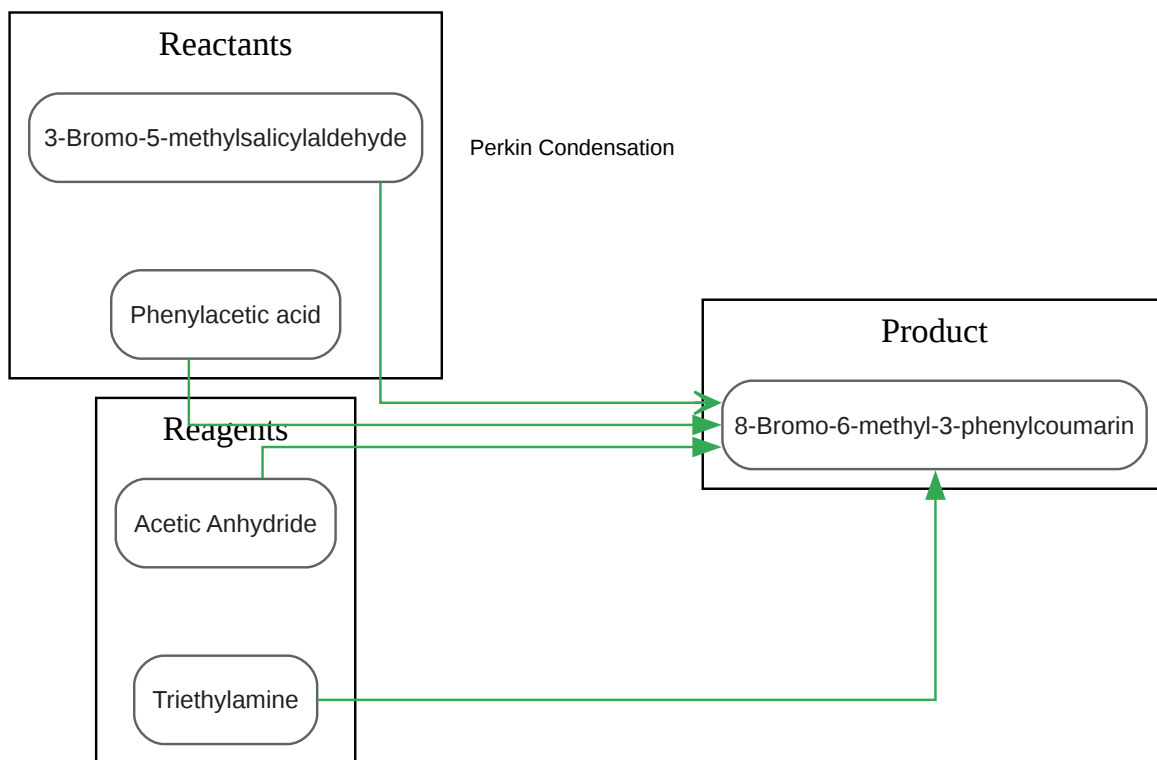 Reactants
3-Bromo-5-methylsalicylaldehyde
Perkin Condensation
Phenylacetic acid
Product
8-Bromo-6-methyl-3-phenylcoumarin
Reagents
Acetic Anhydride
Triethylamine